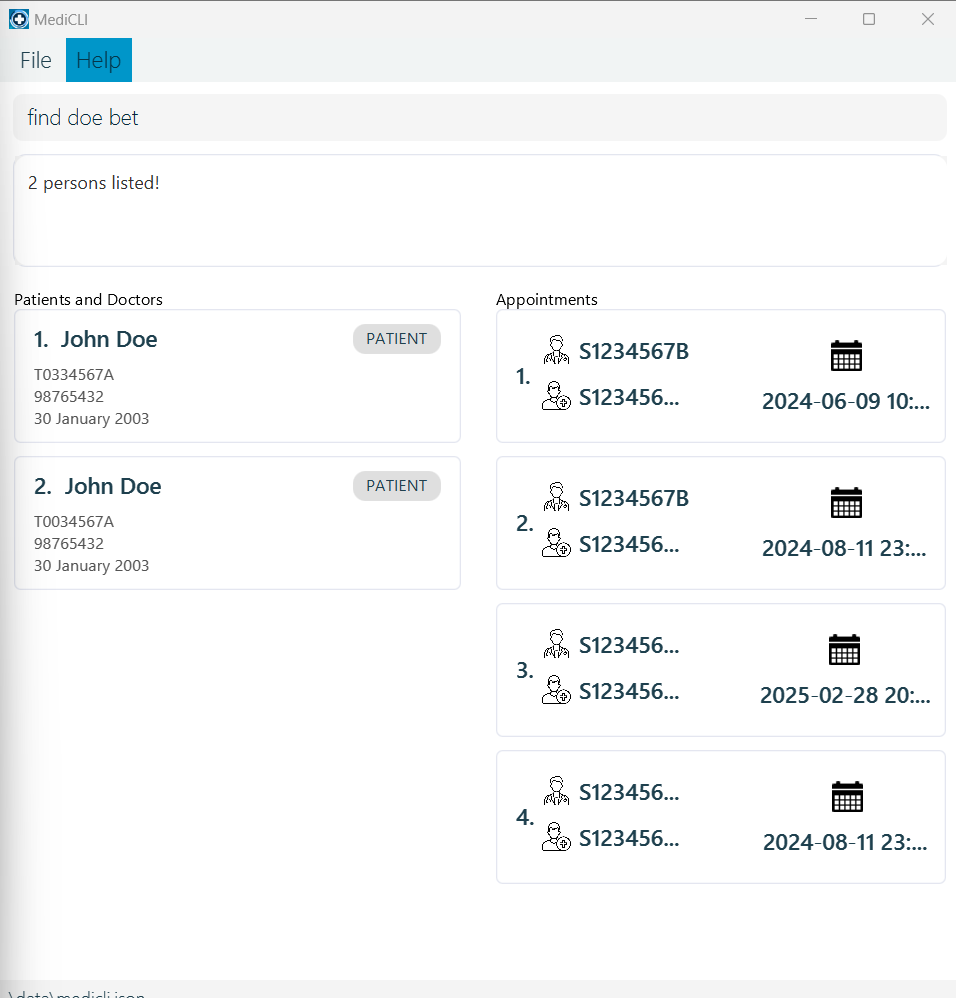 MediCLI
File Help
find doe bet
2 persons listed!
Patients and Doctors
1. John Doe PATIENT
T0334567A
98765432
30 January 2003
2. John Doe PATIENT
T0034567A
98765432
30 January 2003
Appointments
1.
S1234567B
S123456...
2024-06-09 10:...
2.
S1234567B
S123456...
2024-08-11 23:...
3.
S123456...
S123456...
2025-02-28 20:...
4.
S123456...
S123456...
2024-08-11 23:...
\data\medicli.json